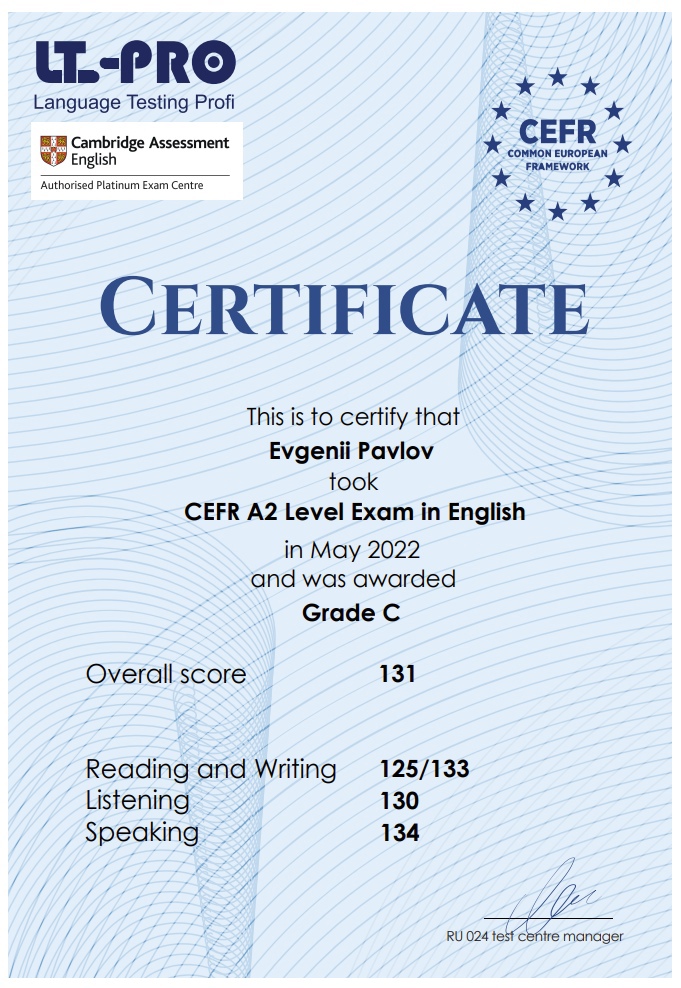 LT.-PRO
Language Testing Profi
Cambridge Assessment
English
Authorised Platinum Exam Centre
CEFR
COMMON EUROPEAN
FRAMEWORK
CERTIFICATE
This is to certify that
Evgenii Pavlov
took
CEFR A2 Level Exam in English
in May 2022
and was awarded
Grade C
Overall score 131
Reading and Writing 125/133
Listening 130
Speaking 134
RU 024 test centre manager